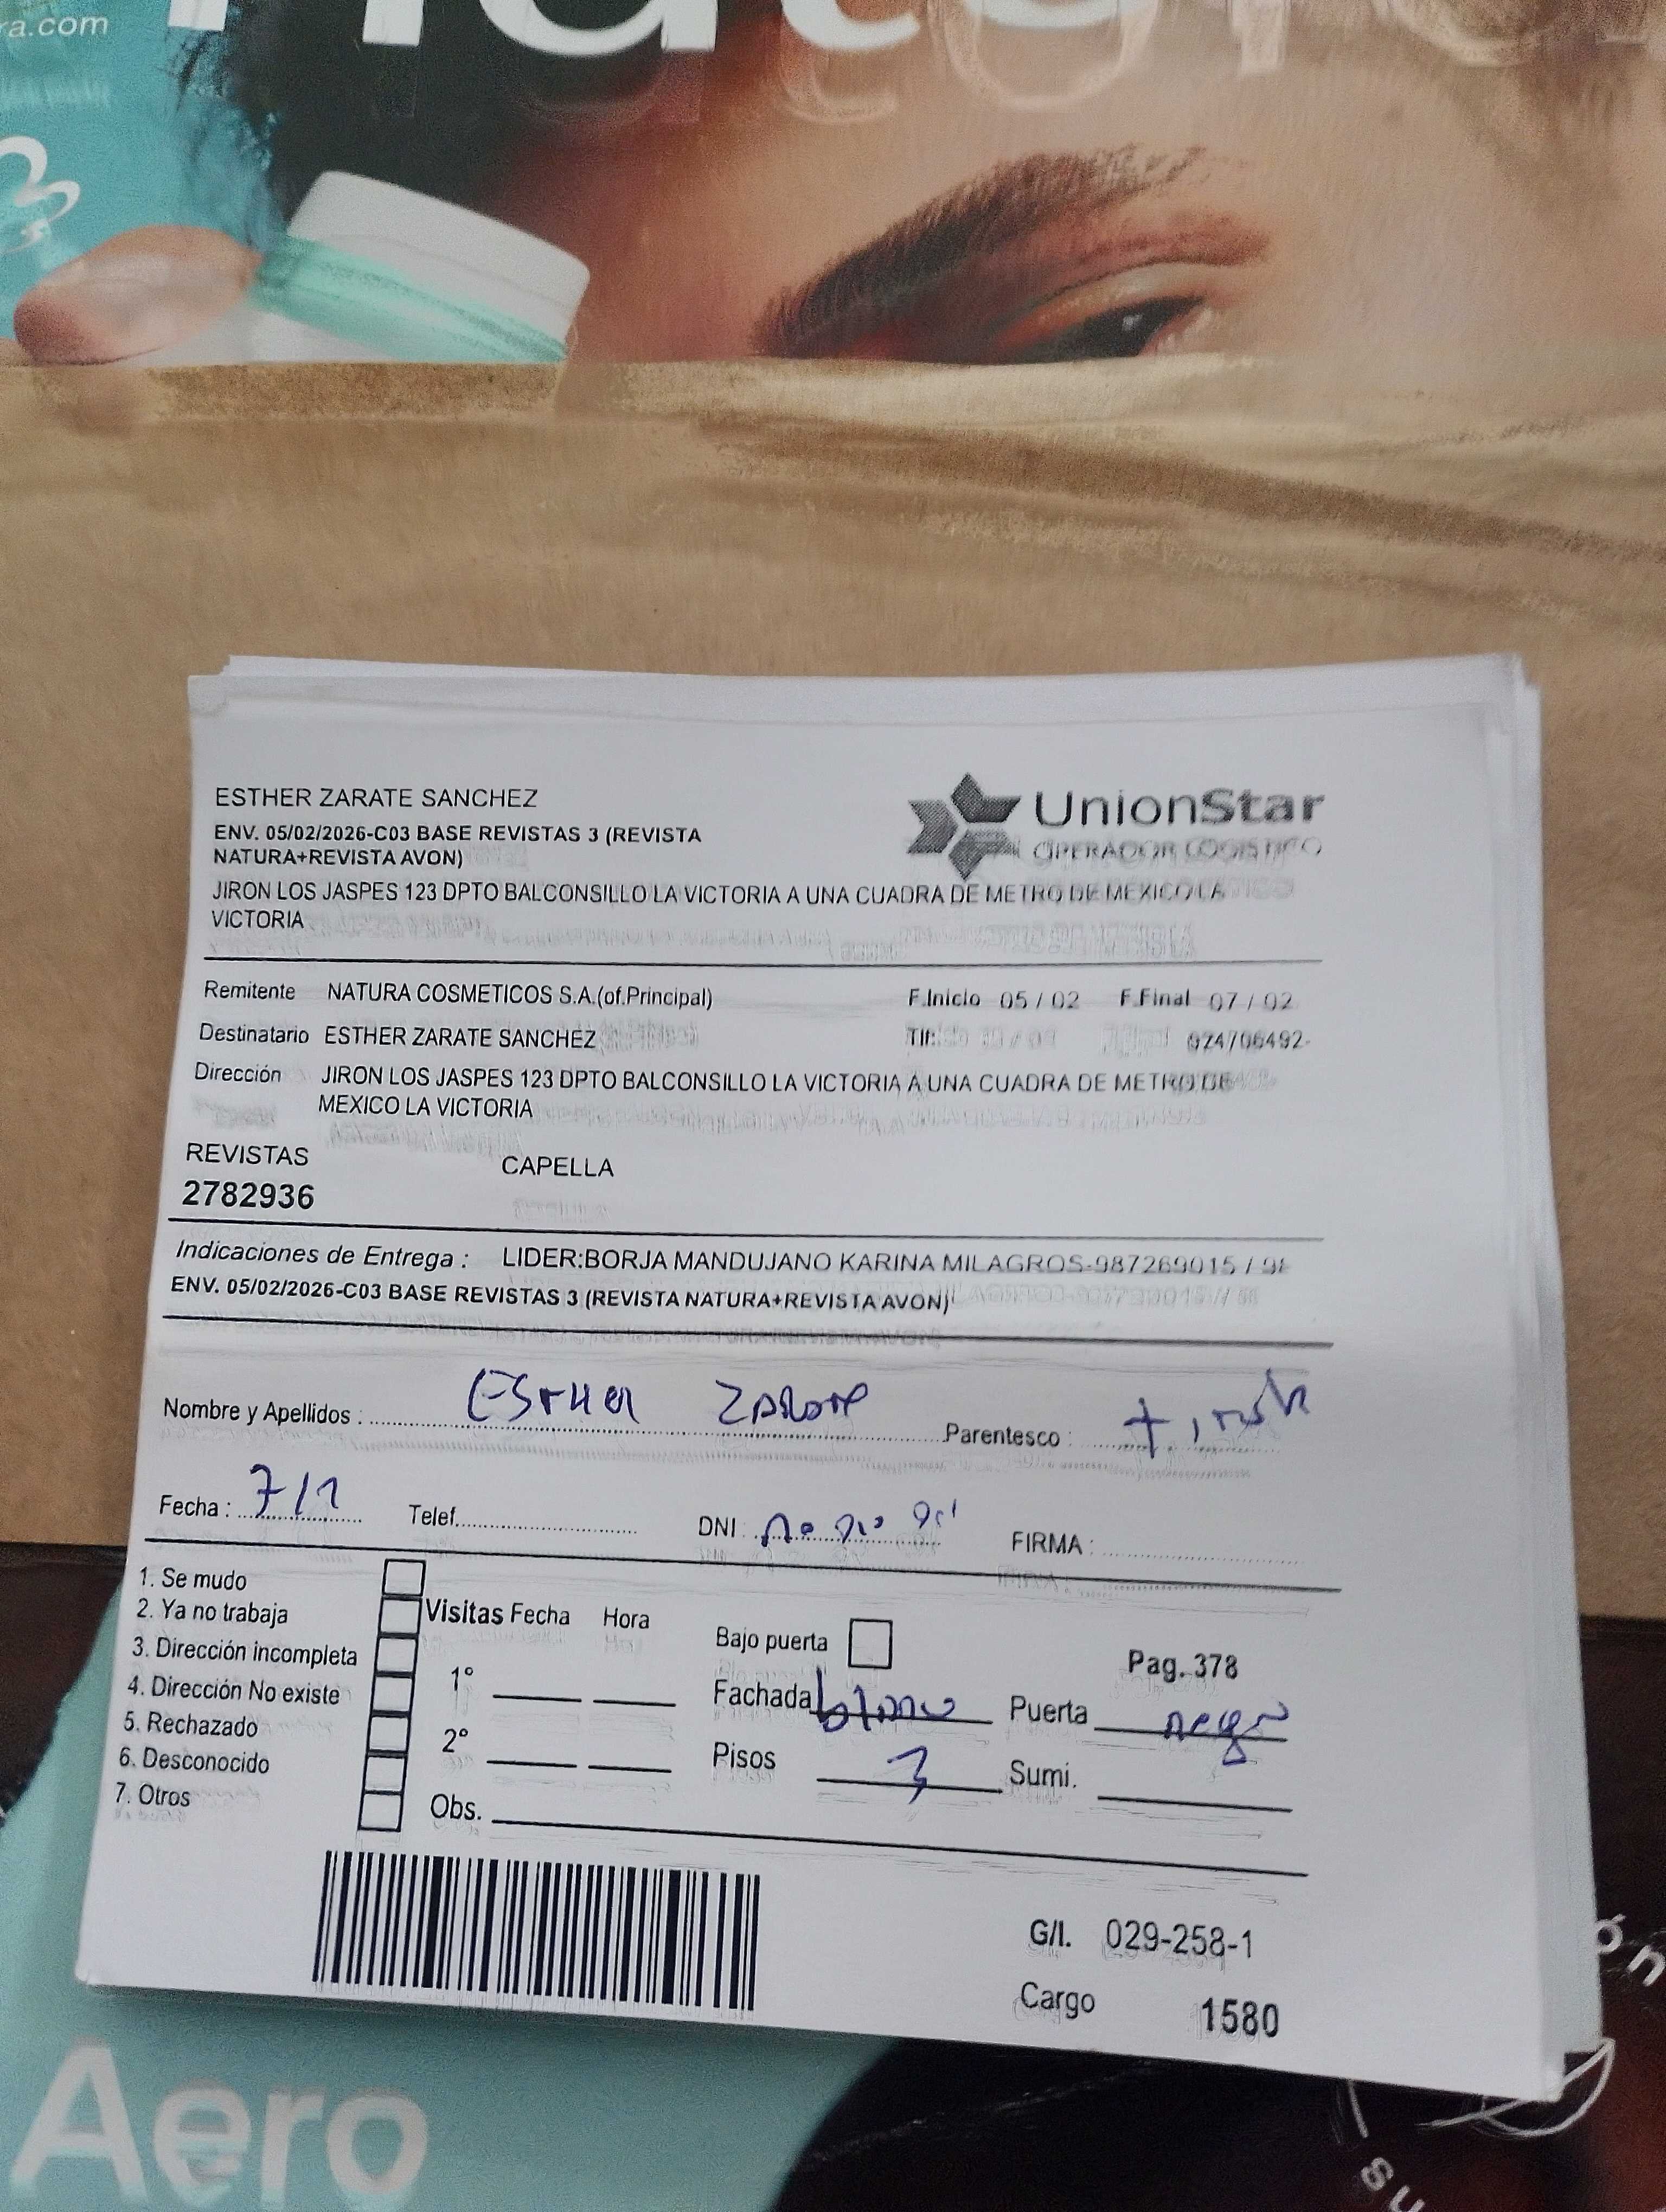 ra.com
ESTHER ZARATE SANCHEZ
UnionStar
OPERADOR LOGISTICO
ENV. 05/02/2026-C03 BASE REVISTAS 3 (REVISTA
NATURA+REVISTA AVON)
JIRON LOS JASPES 123 DPTO BALCONSILLO LA VICTORIA A UNA CUADRA DE METRO DE MEXICO LA
VICTORIA
Remitente NATURA COSMETICOS S.A.(of.Principal) F.Inicio 05 / 02 F.Final 07 / 02
Destinatario ESTHER ZARATE SANCHEZ Tlf:
Dirección JIRON LOS JASPES 123 DPTO BALCONSILLO LA VICTORIA A UNA CUADRA DE METRO DE
MEXICO LA VICTORIA
REVISTAS CAPELLA
2782936
Indicaciones de Entrega : LIDER:BORJA MANDUJANO KARINA MILAGROS-987269015 /
ENV. 05/02/2026-C03 BASE REVISTAS 3 (REVISTA NATURA+REVISTA AVON)
Nombre y Apellidos : Esther Zarate Parentesco :
Fecha : 7/2 Telef. DNI : no FIRMA :
1. Se mudo
2. Ya no trabaja
3. Dirección incompleta
4. Dirección No existe
5. Rechazado
6. Desconocido
7. Otros
Visitas Fecha Hora
1°
2°
Obs.
Bajo puerta Pag. 378
Fachada blanco Puerta negro
Pisos 3 Sumi.
G/I. 029-258-1
Cargo 1580
Aero